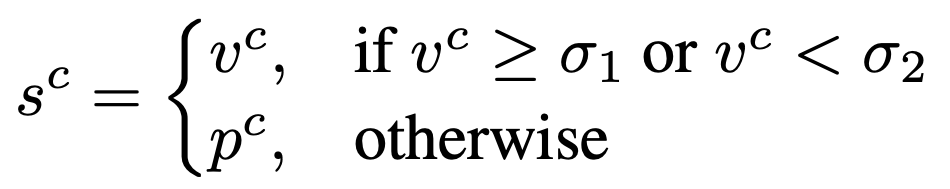 s^c = { v^c, if v^c ≥ σ_1 or v^c < σ_2
p^c, otherwise